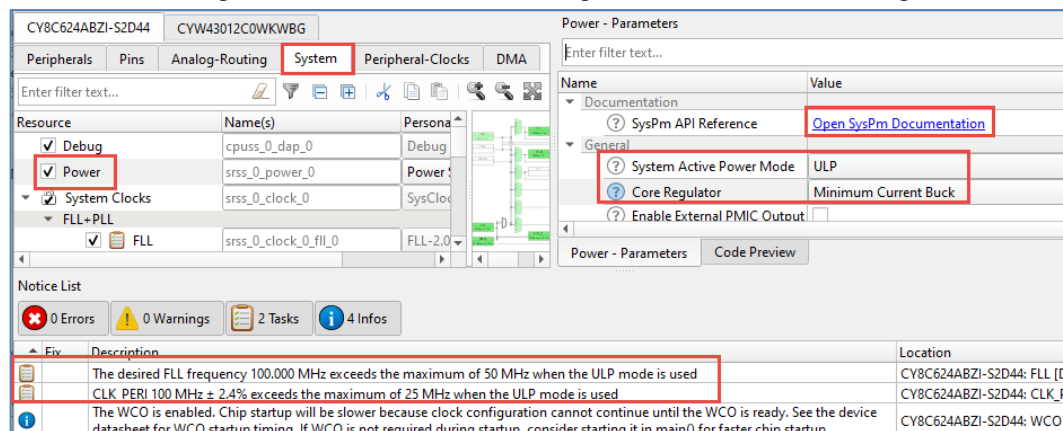 CY8C624ABZI-S2D44 CYW43012C0WKWBG
Peripherals Pins Analog-Routing System Peripheral-Clocks DMA
Enter filter text...
Resource Name(s) Persona
Debug cpuss_0_dap_0 Debug
Power srss_0_power_0 Power
System Clocks srss_0_clock_0 SysCloc
FLL+PLL
FLL srss_0_clock_0_fll_0 FLL-2.0
Power - Parameters
Enter filter text...
Name Value
Documentation
? SysPm API Reference Open SysPm Documentation
General
? System Active Power Mode ULP
? Core Regulator Minimum Current Buck
? Enable External PMIC Output
Power - Parameters Code Preview
Notice List
0 Errors 0 Warnings 2 Tasks 4 Infos
Fix Description Location
The desired FLL frequency 100.000 MHz exceeds the maximum of 50 MHz when the ULP mode is used CY8C624ABZI-S2D44: FLL [D
CLK_PERI 100 MHz ± 2.4% exceeds the maximum of 25 MHz when the ULP mode is used CY8C624ABZI-S2D44: CLK_P
The WCO is enabled. Chip startup will be slower because clock configuration cannot continue until the WCO is ready. See the device CY8C624ABZI-S2D44: WCO
datasheet for WCO startup timing. If WCO is not required during startup, consider starting it in main() for faster chip startup.